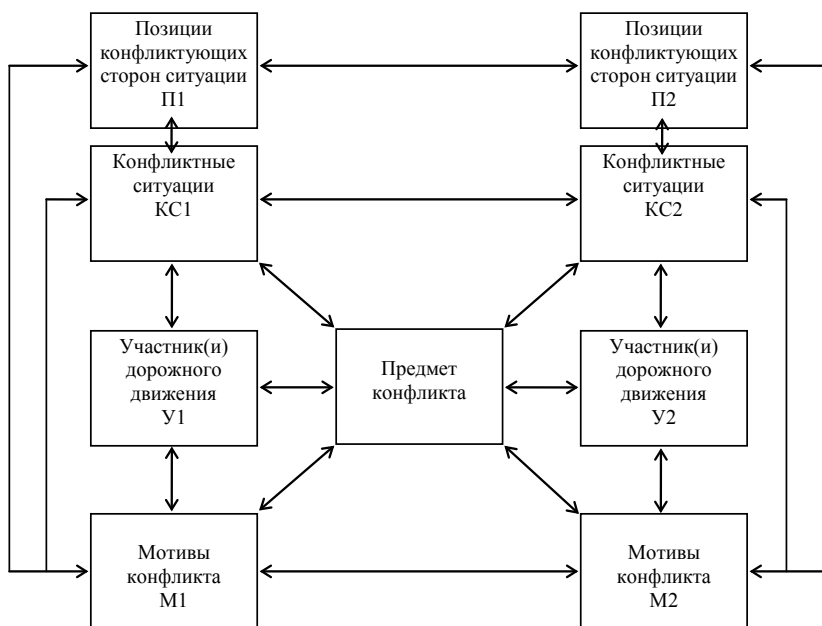 Позиции
конфликтующих
сторон ситуации
П1
Позиции
конфликтующих
сторон ситуации
П2
Конфликтные
ситуации
КС1
Конфликтные
ситуации
КС2
Участник(и)
дорожного
движения
У1
Предмет
конфликта
Участник(и)
дорожного
движения
У2
Мотивы
конфликта
М1
Мотивы
конфликта
М2